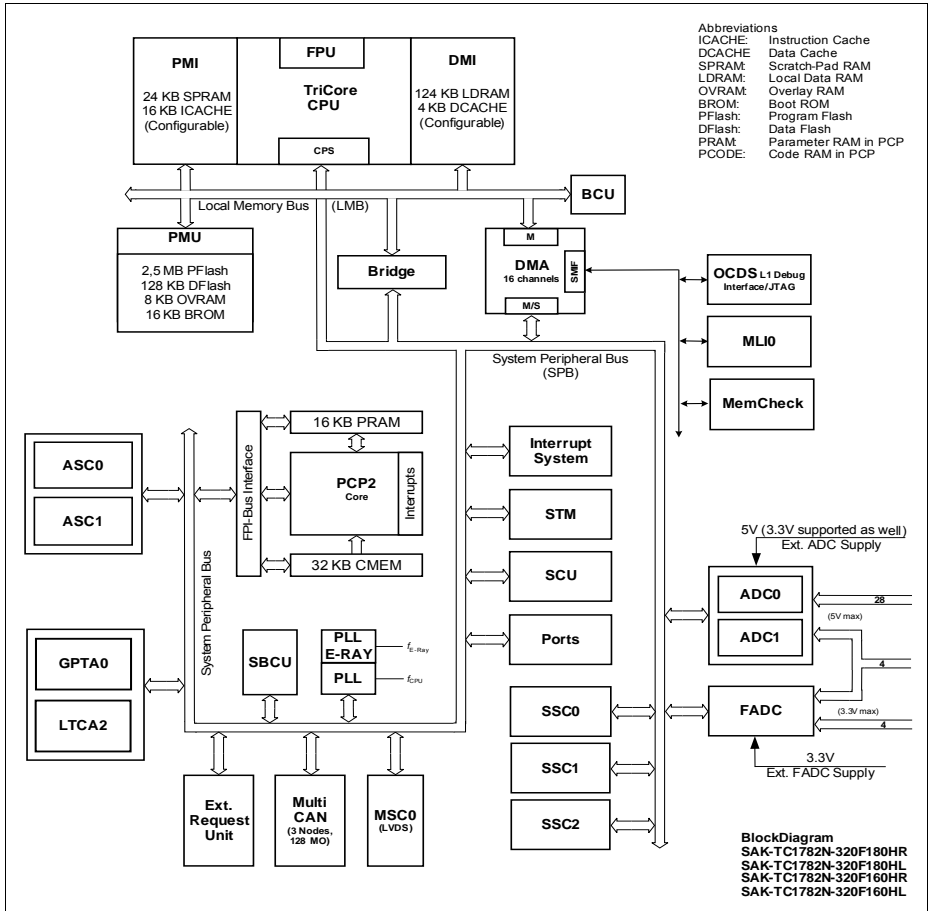 Abbreviations
ICACHE: Instruction Cache
DCACHE Data Cache
SPRAM: Scratch-Pad RAM
LDRAM: Local Data RAM
OVRAM: Overlay RAM
BROM: Boot ROM
PFlash: Program Flash
DFlash: Data Flash
PRAM: Parameter RAM in PCP
PCODE: Code RAM in PCP
PMI
24 KB SPRAM
16 KB ICACHE
(Configurable)
FPU
TriCore
CPU
CPS
DMI
124 KB LDRAM
4 KB DCACHE
(Configurable)
BCU
Local Memory Bus (LMB)
PMU
2,5 MB PFlash
128 KB DFlash
8 KB OVRAM
16 KB BROM
Bridge
M
DMA
16 channels
SMIF
M/S
OCDS L1 Debug
Interface/JTAG
MLI0
MemCheck
System Peripheral Bus
(SPB)
ASC0
ASC1
System Peripheral Bus
FPI-Bus Interface
16 KB PRAM
PCP2
Core
Interrupts
32 KB CMEM
Interrupt
System
STM
SCU
Ports
5V (3.3V supported as well)
Ext. ADC Supply
ADC0
ADC1
28
(5V max)
4
FADC
(3.3V max)
4
3.3V
Ext. FADC Supply
GPTA0
LTCA2
SBCU
PLL
E-RAY
fE-Ray
PLL
fCPU
SSC0
SSC1
SSC2
Ext.
Request
Unit
Multi
CAN
(3 Nodes,
128 MO)
MSC0
(LVDS)
BlockDiagram
SAK-TC1782N-320F180HR
SAK-TC1782N-320F180HL
SAK-TC1782N-320F160HR
SAK-TC1782N-320F160HL